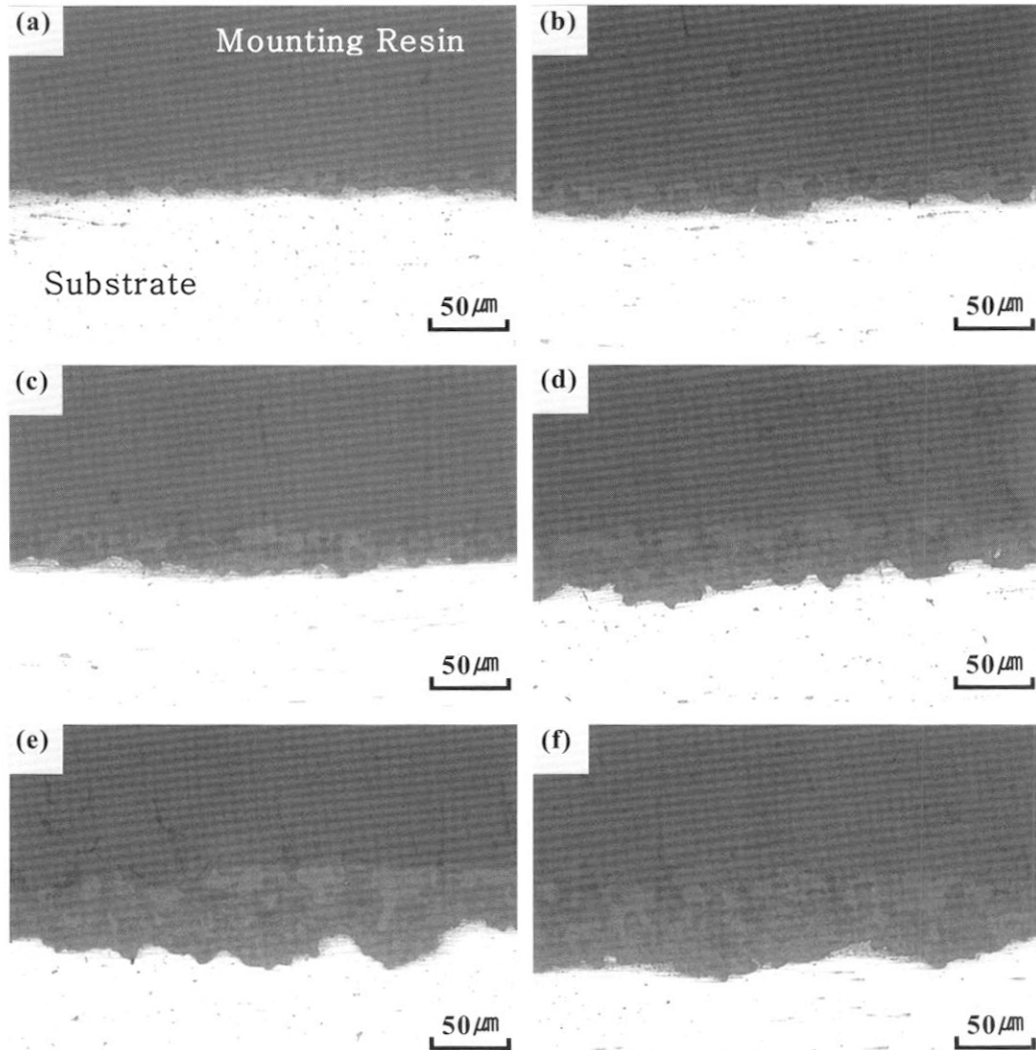 (a)
Mounting Resin
Substrate
50㎛
(b)
50㎛
(c)
50㎛
(d)
50㎛
(e)
50㎛
(f)
50㎛